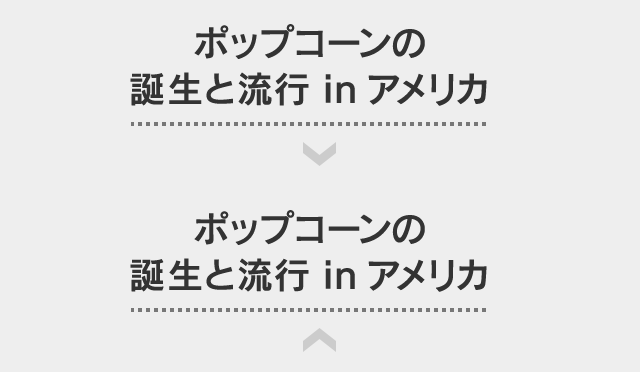 ポップコーンの
誕生と流行 in アメリカ
ポップコーンの
誕生と流行 in アメリカ